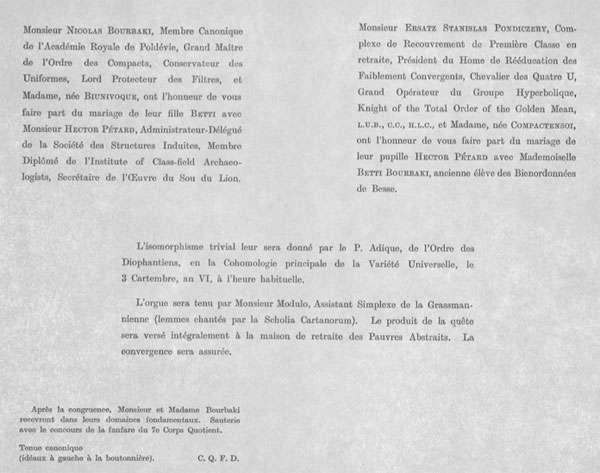 Monsieur Nicolas Bourbaki, Membre Canonique
de l'Académie Royale de Poldévie, Grand Maître
de l'Ordre des Compacts, Conservateur des
Uniformes, Lord Protecteur des Filtres, et
Madame, née Biunivoque, ont l'honneur de vous
faire part du mariage de leur fille Betti avec
Monsieur Hector Pétard, Administrateur-Délégué
de la Société des Structures Induites, Membre
Diplômé de l'Institute of Class-field Archaeo-
logists, Secrétaire de l'Œuvre du Sou du Lion.
Monsieur Ersatz Stanislas Pondiczery, Com-
plexe de Recouvrement de Première Classe en
retraite, Président du Home de Rééducation des
Faiblement Convergents, Chevalier des Quatre U,
Grand Opérateur du Groupe Hyperbolique,
Knight of the Total Order of the Golden Mean,
L.U.B., C.C., H.L.C., et Madame, née Compactensoi,
ont l'honneur de vous faire part du mariage de
leur pupille Hector Pétard avec Mademoiselle
Betti Bourbaki, ancienne élève des Bienordonnées
de Besse.
L'isomorphisme trivial leur sera donné par le P. Adique, de l'Ordre des
Diophantiens, en la Cohomologie principale de la Variété Universelle, le
3 Cartembre, an VI, à l'heure habituelle.
L'orgue sera tenu par Monsieur Modulo, Assistant Simplexe de la Grassman-
nienne (lemmes chantés par la Scholia Cartanorum). Le produit de la quête
sera versé intégralement à la maison de retraite des Pauvres Abstraits. La
convergence sera assurée.
Après la congruence, Monsieur et Madame Bourbaki
recevront dans leurs domaines fondamentaux. Sauterie
avec le concours de la fanfare du 7e Corps Quotient.
Tenue canonique
(idéaux à gauche à la boutonnière). C. Q. F. D.